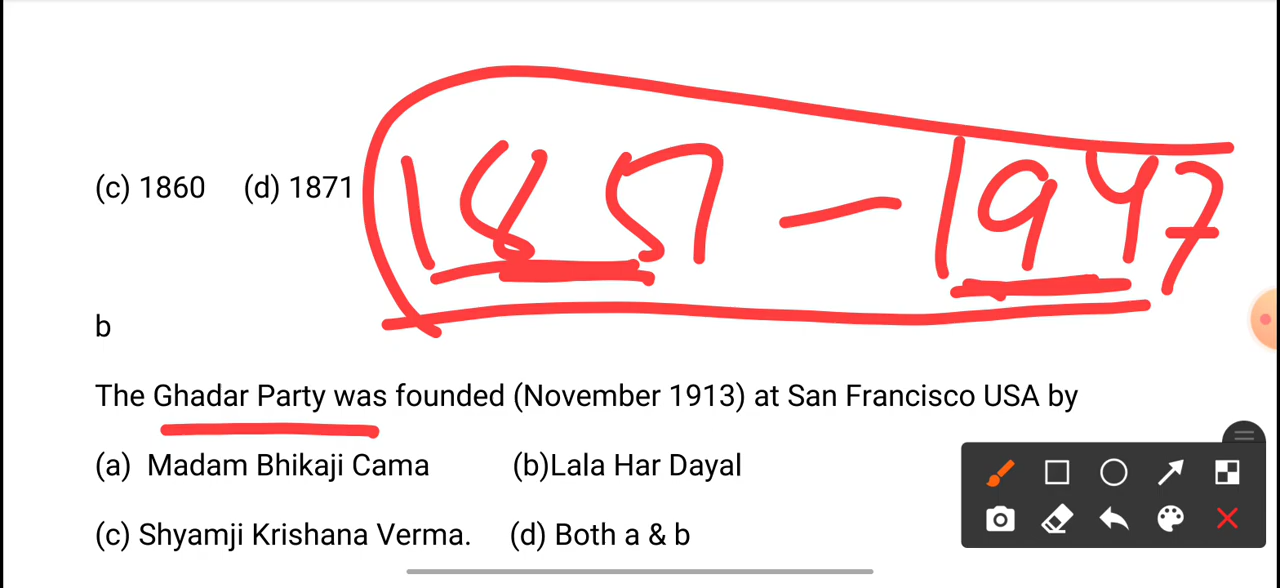 (c) 1860 (d) 1871 1857 - 1947
b
The Ghadar Party was founded (November 1913) at San Francisco USA by
(a) Madam Bhikaji Cama (b)Lala Har Dayal
(c) Shyamji Krishana Verma. (d) Both a & b